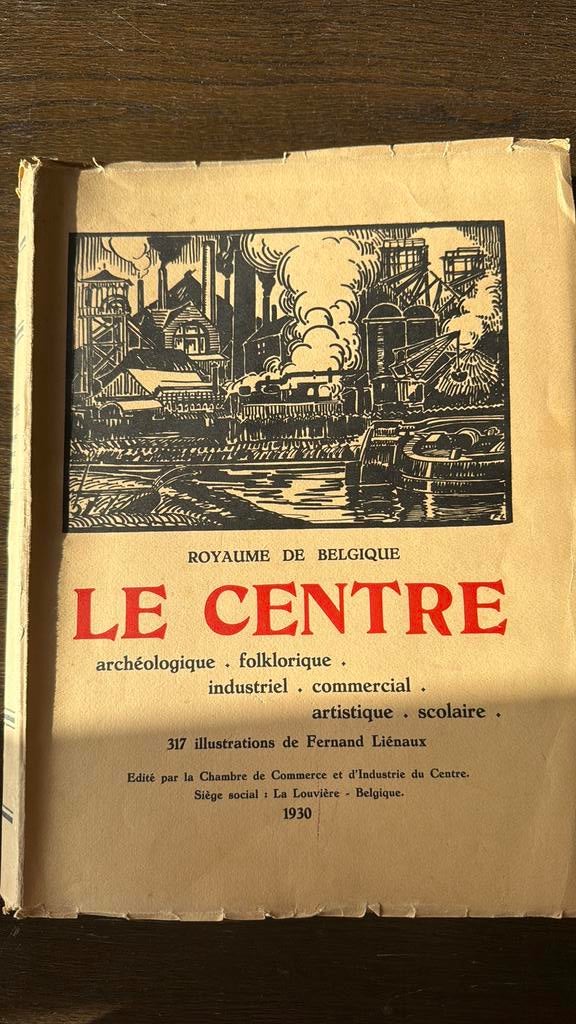 ROYAUME DE BELGIQUE
LE CENTRE
archéologique . folklorique .
industriel . commercial .
artistique . scolaire .
317 illustrations de Fernand Liénaux
Edité par la Chambre de Commerce et d'Industrie du Centre.
Siège social : La Louvière - Belgique.
1930